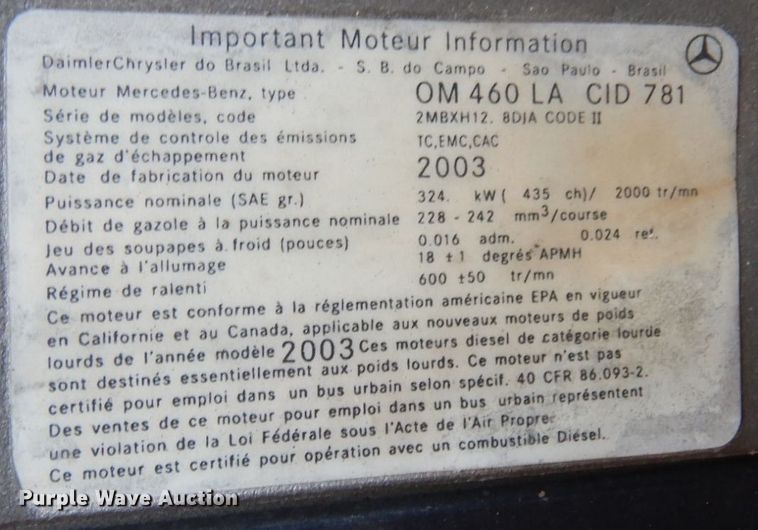 Important Moteur Information
DaimlerChrysler do Brasil Ltda. - S. B. do Campo - Sao Paulo - Brasil
Moteur Mercedes-Benz, type OM 460 LA CID 781
Série de modèles, code 2MBXH12. 8DJA CODE II
Système de controle des émissions
de gaz d'échappement TC,EMC,CAC
Date de fabrication du moteur 2003
Puissance nominale (SAE gr.) 324. kW ( 435 ch)/ 2000 tr/mn
Débit de gazole à la puissance nominale 228 - 242 mm³/course
Jeu des soupapes à froid (pouces) 0.016 adm. 0.024 ref.
Avance à l'allumage 18 ±1 degrés APMH
Régime de ralenti 600 ±50 tr/mn
Ce moteur est conforme à la réglementation américaine EPA en vigueur
en Californie et au Canada, applicable aux nouveaux moteurs de poids
lourds de l'année modèle 2003 Ces moteurs diesel de catégorie lourde
sont destinés essentiellement aux poids lourds. Ce moteur n'est pas
certifié pour emploi dans un bus urbain selon spécif. 40 CFR 86.093-2.
Des ventes de ce moteur pour emploi dans un bus urbain représentent
une violation de la Loi Fédérale sous l'Acte de l'Air Propre.
Ce moteur est certifié pour opération avec un combustible Diésel.
Purple Wave Auction